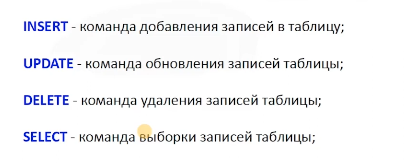 INSERT - команда добавления записей в таблицу;
UPDATE - команда обновления записей таблицы;
DELETE - команда удаления записей таблицы;
SELECT - команда выборки записей таблицы;